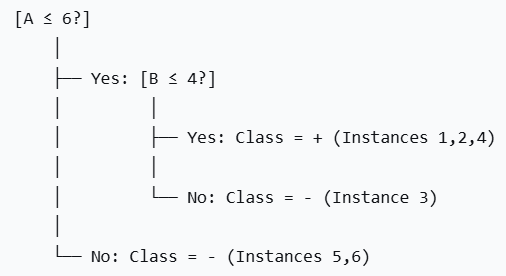 [A ≤ 6?]
Yes: [B ≤ 4?]
Yes: Class = + (Instances 1,2,4)
No: Class = - (Instance 3)
No: Class = - (Instances 5,6)